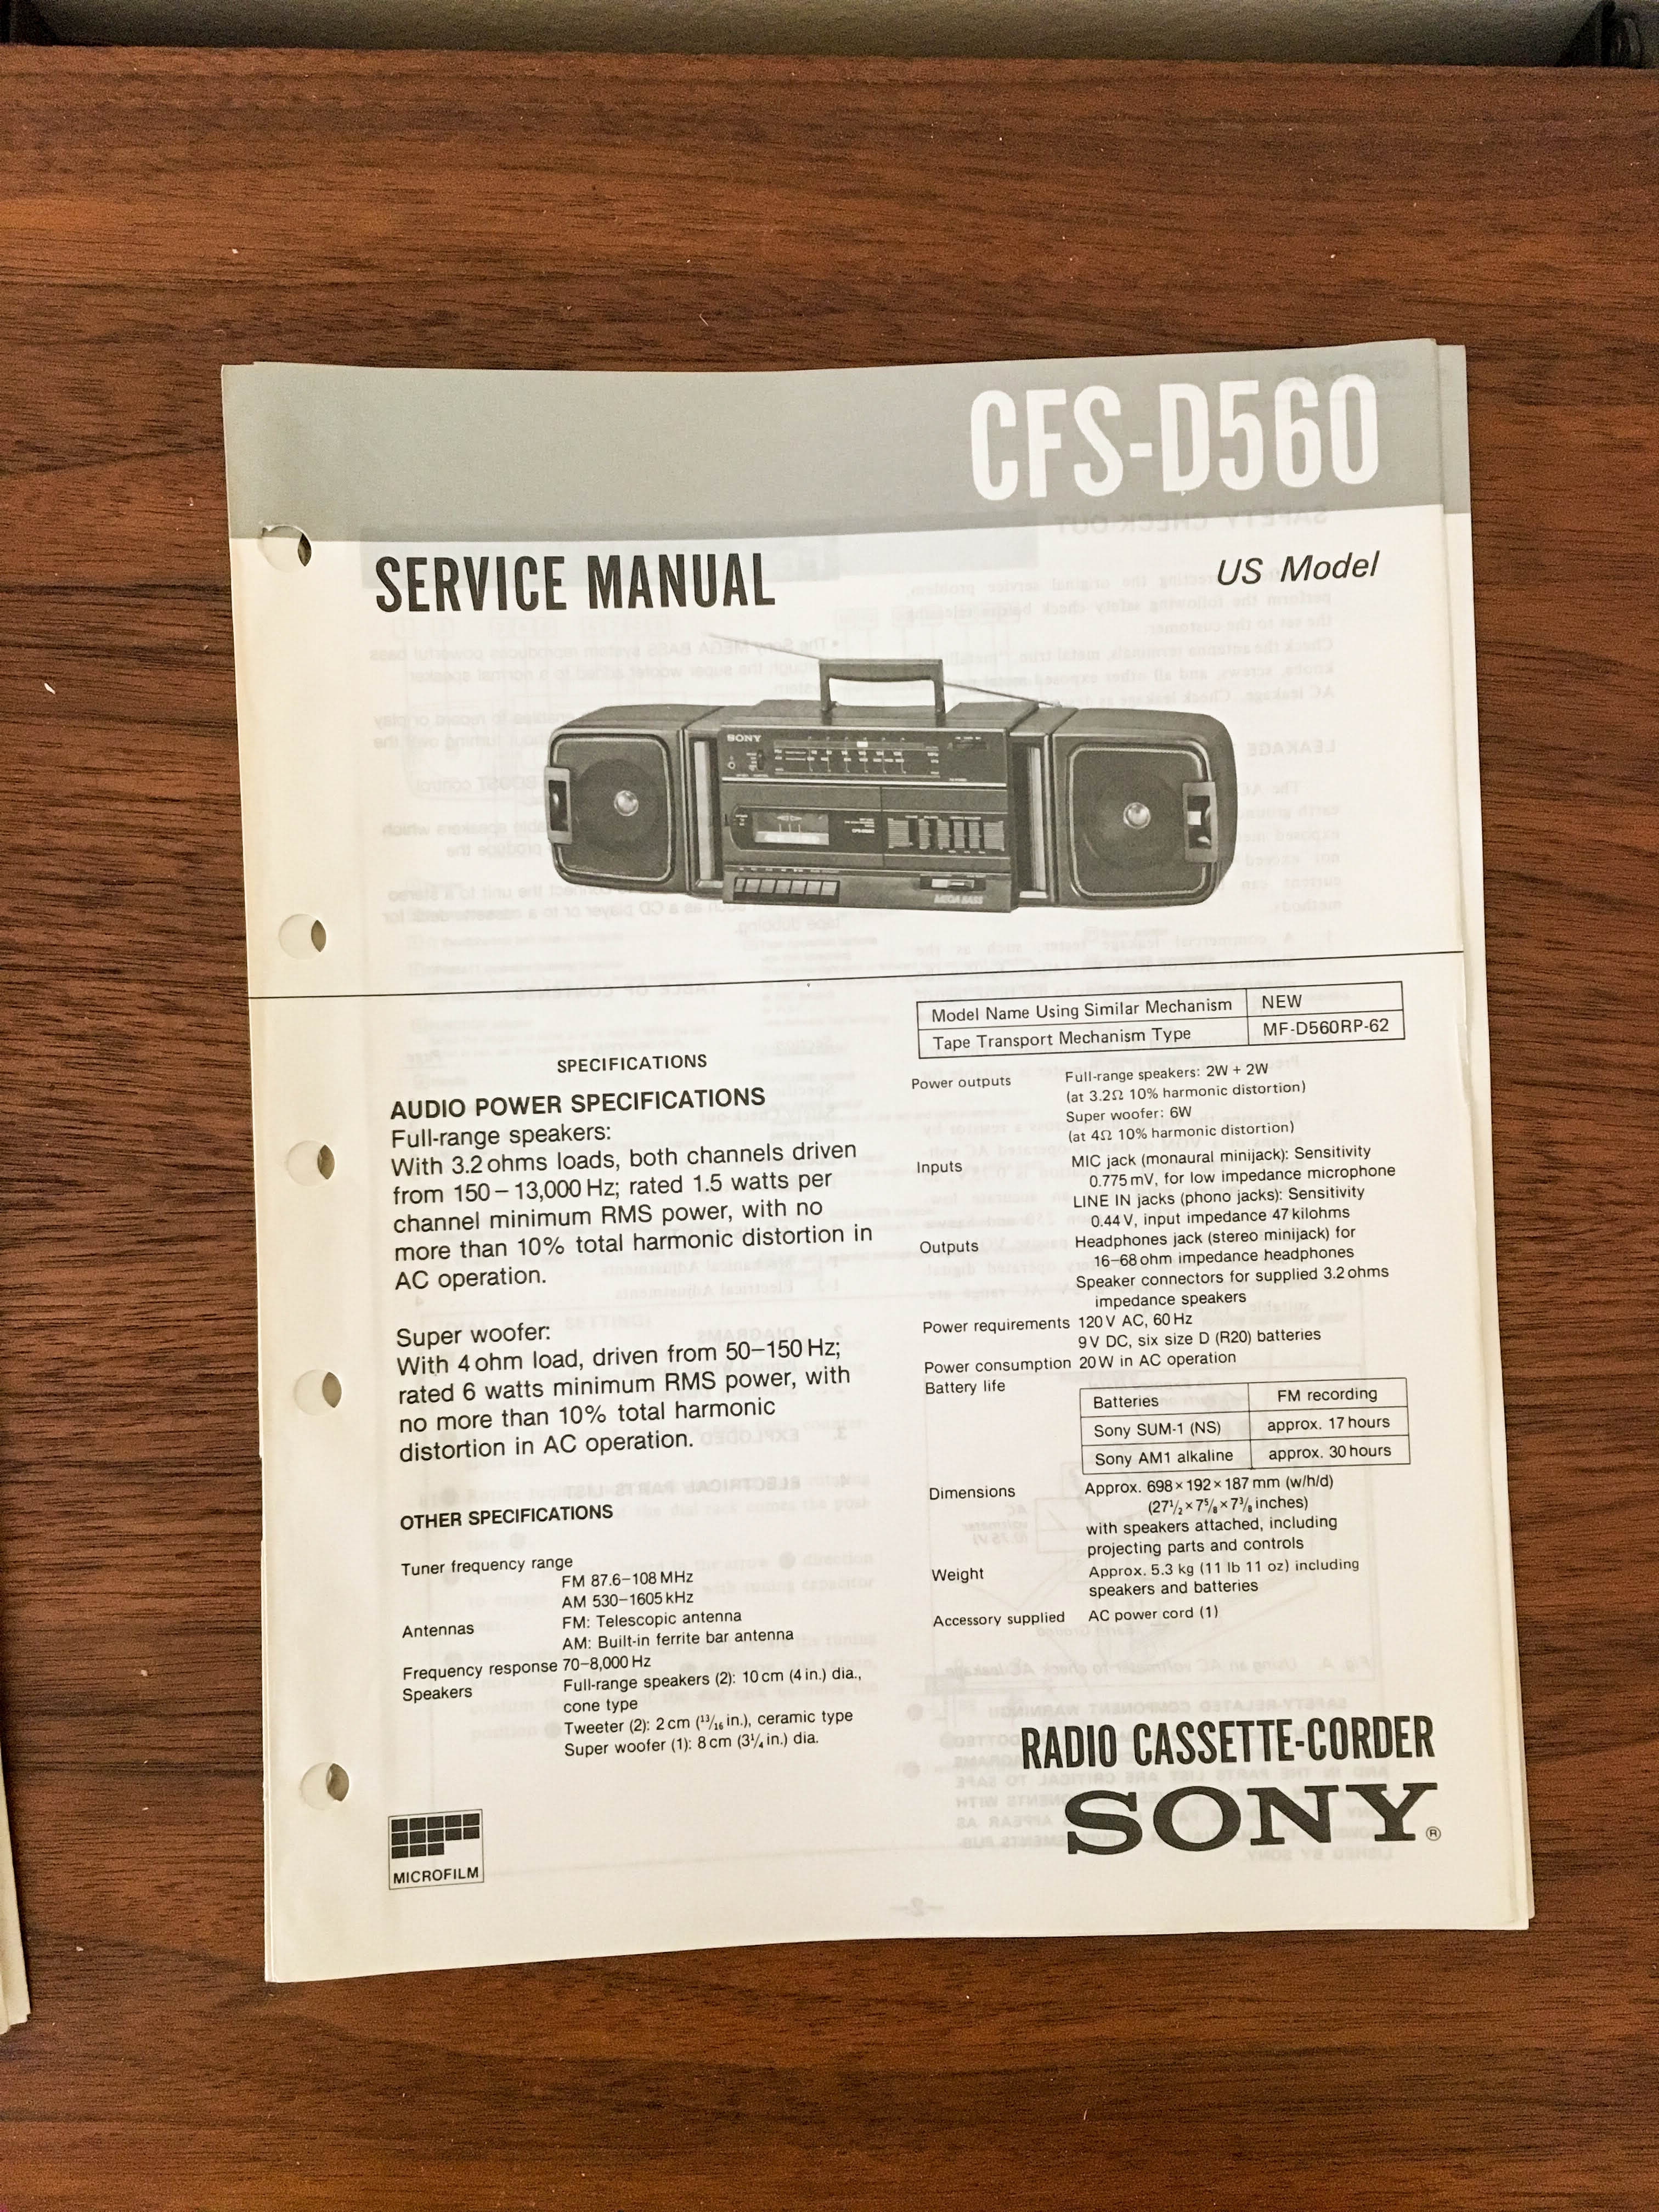 CFS-D560
SERVICE MANUAL
US Model
SONY
MEGA BASS
SPECIFICATIONS
AUDIO POWER SPECIFICATIONS
Full-range speakers:
With 3.2 ohms loads, both channels driven
from 150–13,000 Hz; rated 1.5 watts per
channel minimum RMS power, with no
more than 10% total harmonic distortion in
AC operation.
Super woofer:
With 4 ohm load, driven from 50–150 Hz;
rated 6 watts minimum RMS power, with
no more than 10% total harmonic
distortion in AC operation.
OTHER SPECIFICATIONS
Tuner frequency range
FM 87.6–108 MHz
AM 530–1605 kHz
Antennas FM: Telescopic antenna
AM: Built-in ferrite bar antenna
Frequency response 70–8,000 Hz
Speakers Full-range speakers (2): 10 cm (4 in.) dia.,
cone type
Tweeter (2): 2 cm (13/16 in.), ceramic type
Super woofer (1): 8 cm (3 1/4 in.) dia.
MICROFILM
Model Name Using Similar Mechanism NEW
Tape Transport Mechanism Type MF-D560RP-62
Power outputs Full-range speakers: 2W + 2W
(at 3.2Ω 10% harmonic distortion)
Super woofer: 6W
(at 4Ω 10% harmonic distortion)
Inputs MIC jack (monaural minijack): Sensitivity
0.775 mV, for low impedance microphone
LINE IN jacks (phono jacks): Sensitivity
0.44 V, input impedance 47 kilohms
Outputs Headphones jack (stereo minijack) for
16–68 ohm impedance headphones
Speaker connectors for supplied 3.2 ohms
impedance speakers
Power requirements 120 V AC, 60 Hz
9 V DC, six size D (R20) batteries
Power consumption 20 W in AC operation
Battery life
Batteries FM recording
Sony SUM-1 (NS) approx. 17 hours
Sony AM1 alkaline approx. 30 hours
Dimensions Approx. 698 × 192 × 187 mm (w/h/d)
(27 1/2 × 7 5/8 × 7 3/8 inches)
with speakers attached, including
projecting parts and controls
Weight Approx. 5.3 kg (11 lb 11 oz) including
speakers and batteries
Accessory supplied AC power cord (1)
RADIO CASSETTE-CORDER
SONY®